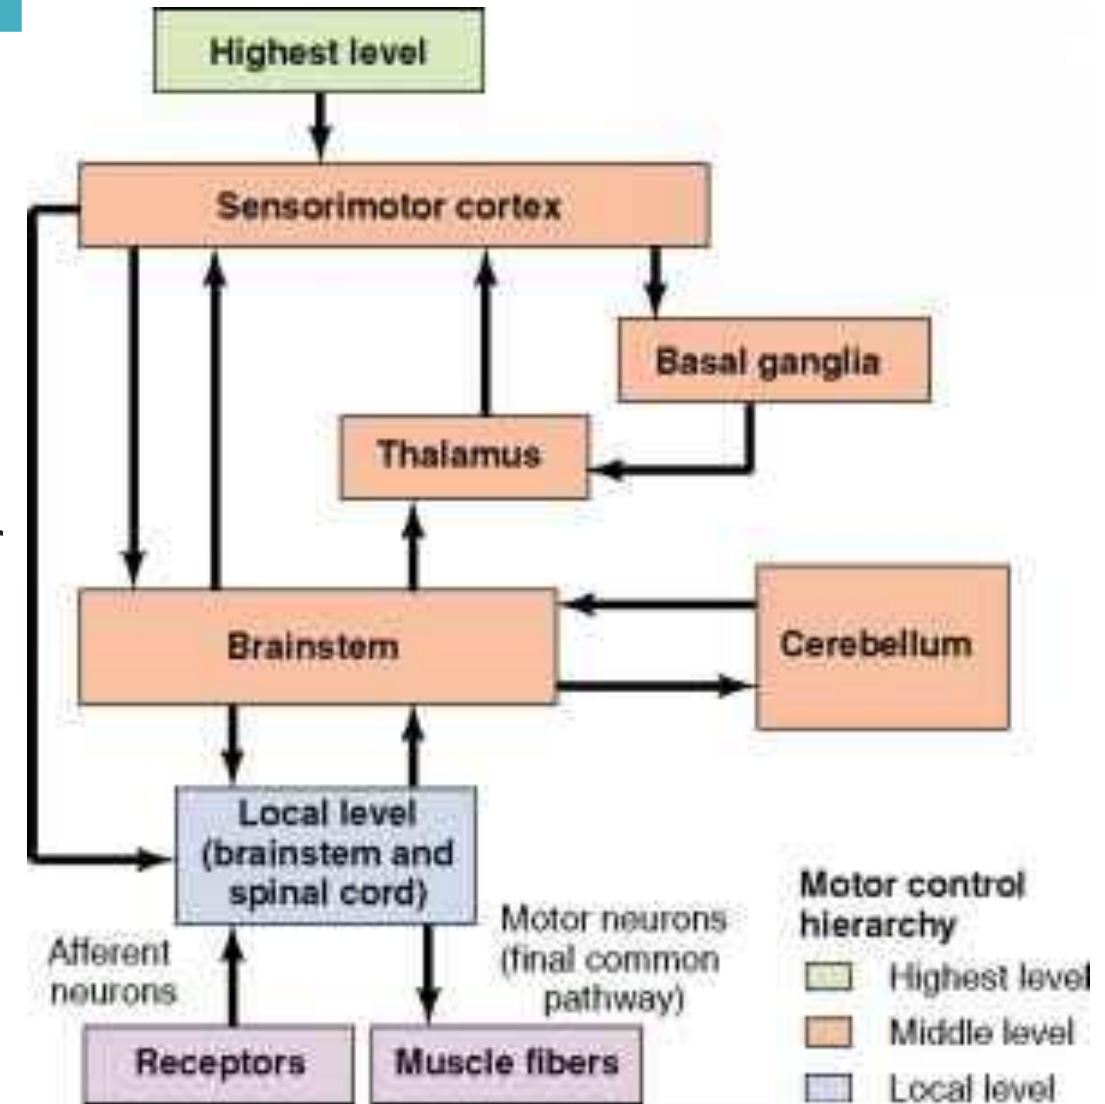 Highest level
Sensorimotor cortex
Basal ganglia
Thalamus
Brainstem
Cerebellum
Local level
(brainstem and
spinal cord)
Afferent
neurons
Motor neurons
(final common
pathway)
Receptors
Muscle fibers
Motor control
hierarchy
Highest level
Middle level
Local level